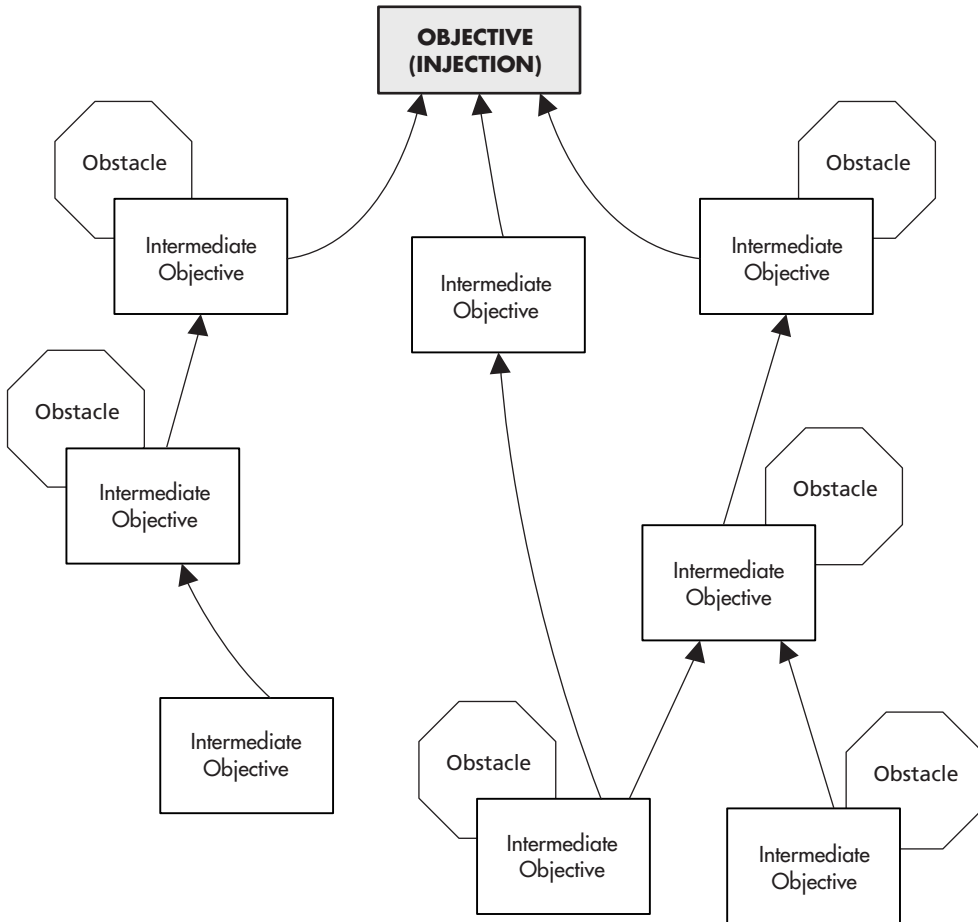 OBJECTIVE
(INJECTION)
Obstacle
Obstacle
Intermediate
Objective
Intermediate
Objective
Intermediate
Objective
Obstacle
Intermediate
Objective
Obstacle
Intermediate
Objective
Intermediate
Objective
Obstacle
Obstacle
Intermediate
Objective
Intermediate
Objective